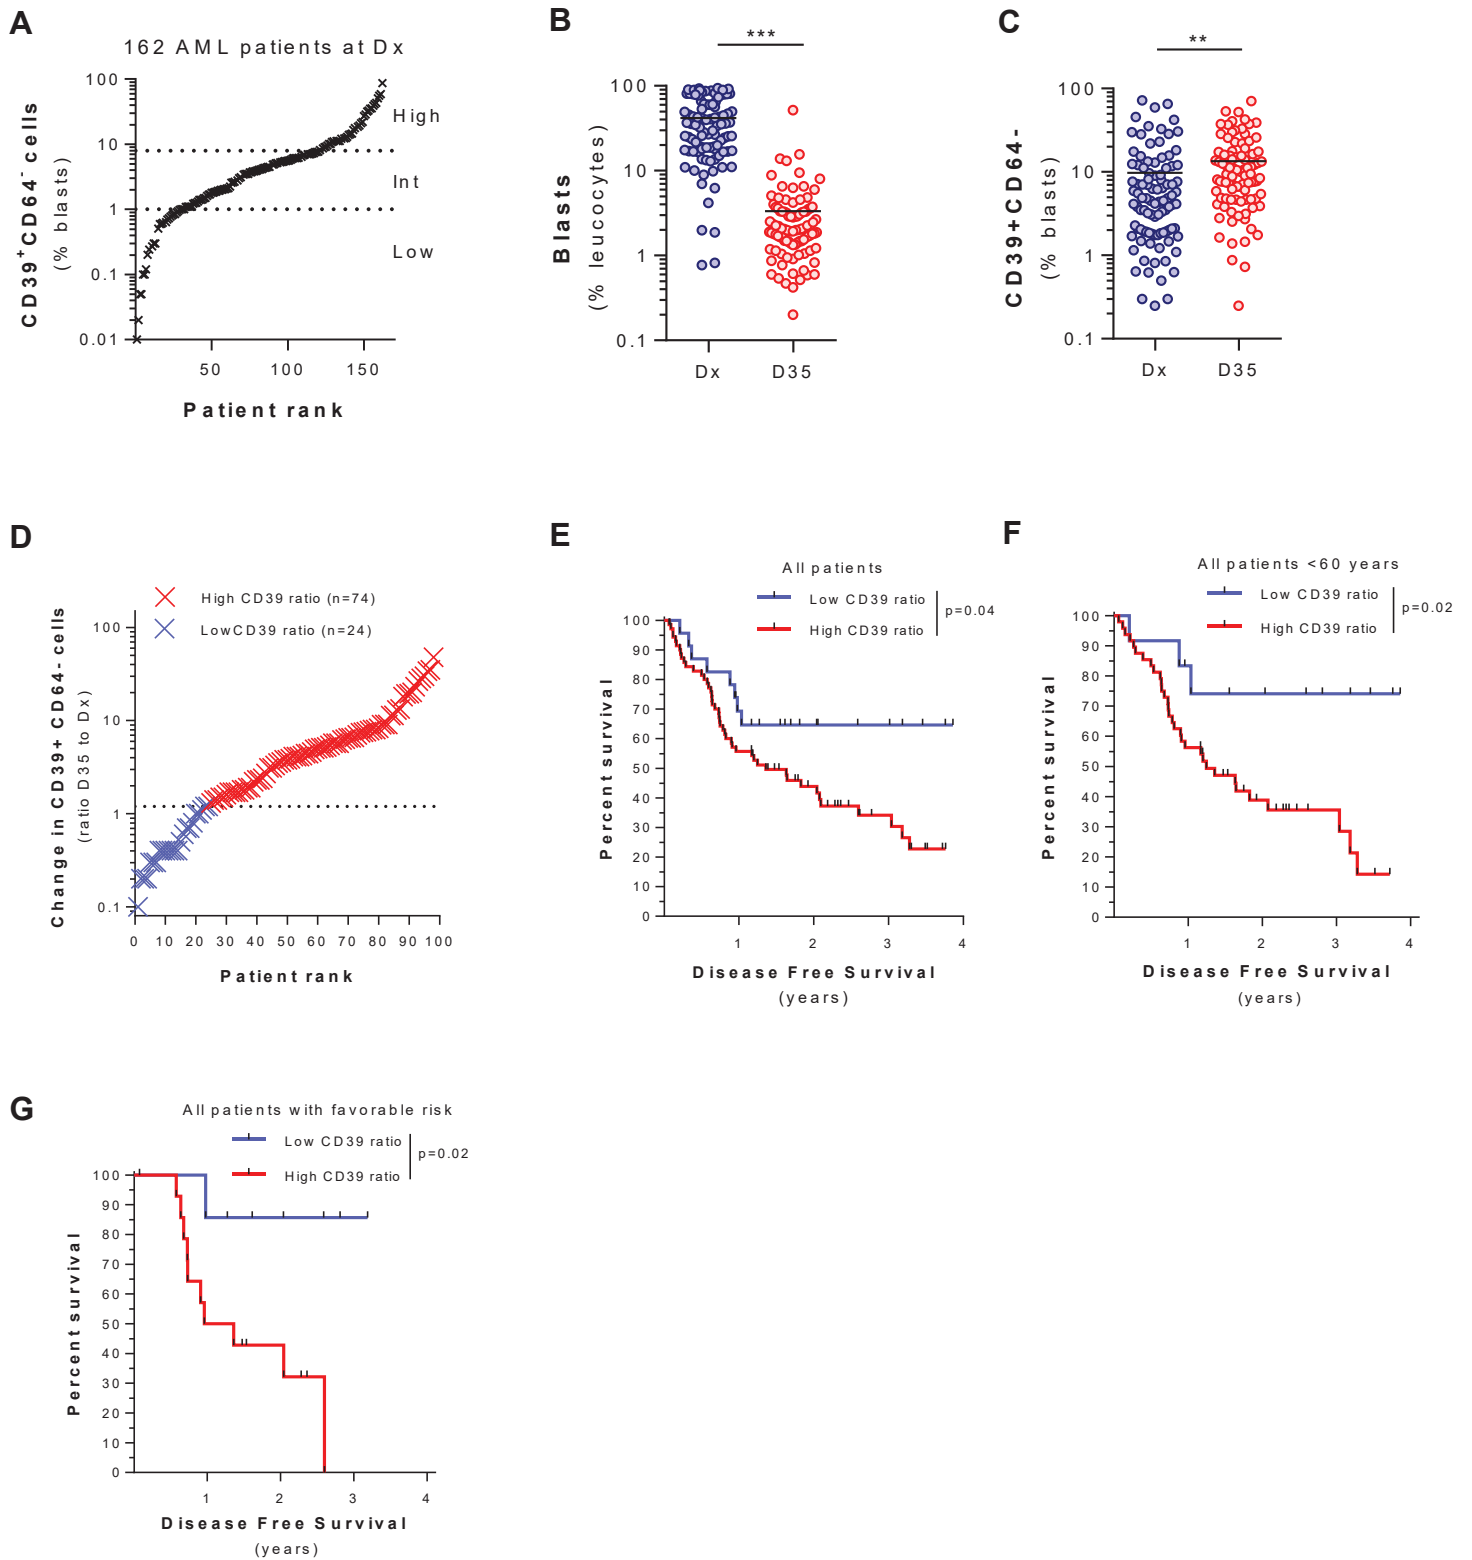 A
162 AML patients at Dx
CD39+CD64- cells
(% blasts)
100
10
1
0.1
0.01
High
Int
Low
50
100
150
Patient rank
B
***
Blasts
(% leucocytes)
100
10
1
0.1
Dx
D35
C
**
CD39+CD64-
(% blasts)
100
10
1
0.1
Dx
D35
D
High CD39 ratio (n=74)
LowCD39 ratio (n=24)
Change in CD39+ CD64- cells
(ratio D35 to Dx)
100
10
1
0.1
0 10 20 30 40 50 60 70 80 90 100
Patient rank
E
All patients
Low CD39 ratio
High CD39 ratio
p=0.04
Percent survival
100
90
80
70
60
50
40
30
20
10
0
1 2 3 4
Disease Free Survival
(years)
F
All patients <60 years
Low CD39 ratio
High CD39 ratio
p=0.02
Percent survival
100
90
80
70
60
50
40
30
20
10
0
1 2 3 4
Disease Free Survival
(years)
G
All patients with favorable risk
Low CD39 ratio
High CD39 ratio
p=0.02
Percent survival
100
90
80
70
60
50
40
30
20
10
0
1 2 3 4
Disease Free Survival
(years)